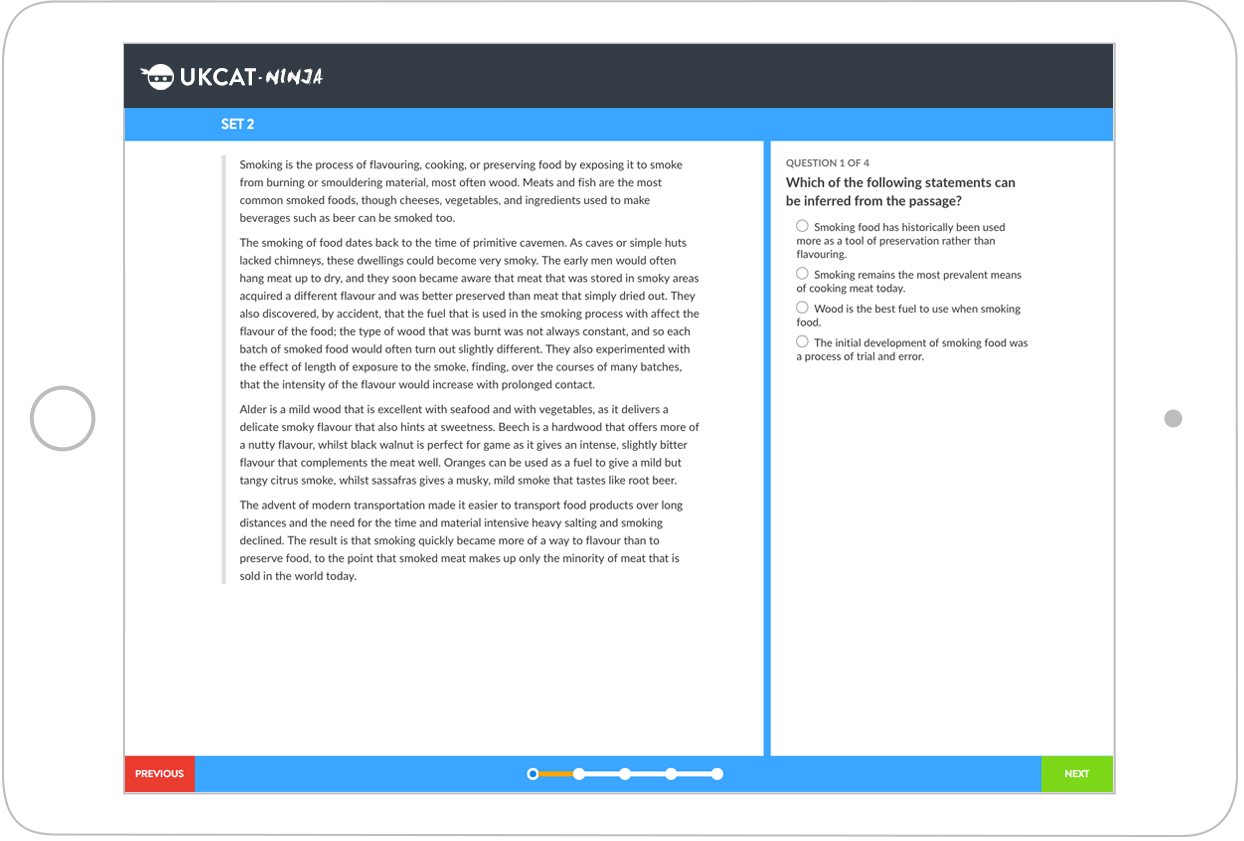 UKCAT-NINJA
SET 2
Smoking is the process of flavouring, cooking, or preserving food by exposing it to smoke
from burning or smouldering material, most often wood. Meats and fish are the most
common smoked foods, though cheeses, vegetables, and ingredients used to make
beverages such as beer can be smoked too.
The smoking of food dates back to the time of primitive cavemen. As caves or simple huts
lacked chimneys, these dwellings could become very smoky. The early men would often
hang meat up to dry, and they soon became aware that meat that was stored in smoky areas
acquired a different flavour and was better preserved than meat that simply dried out. They
also discovered, by accident, that the fuel that is used in the smoking process with affect the
flavour of the food; the type of wood that was burnt was not always constant, and so each
batch of smoked food would often turn out slightly different. They also experimented with
the effect of length of exposure to the smoke, finding, over the courses of many batches,
that the intensity of the flavour would increase with prolonged contact.
Alder is a mild wood that is excellent with seafood and with vegetables, as it delivers a
delicate smoky flavour that also hints at sweetness. Beech is a hardwood that offers more of
a nutty flavour, whilst black walnut is perfect for game as it gives an intense, slightly bitter
flavour that complements the meat well. Oranges can be used as a fuel to give a mild but
tangy citrus smoke, whilst sassafras gives a musky, mild smoke that tastes like root beer.
The advent of modern transportation made it easier to transport food products over long
distances and the need for the time and material intensive heavy salting and smoking
declined. The result is that smoking quickly became more of a way to flavour than to
preserve food, to the point that smoked meat makes up only the minority of meat that is
sold in the world today.
QUESTION 1 OF 4
Which of the following statements can
be inferred from the passage?
Smoking food has historically been used
more as a tool of preservation rather than
flavouring.
Smoking remains the most prevalent means
of cooking meat today.
Wood is the best fuel to use when smoking
food.
The initial development of smoking food was
a process of trial and error.
PREVIOUS
NEXT